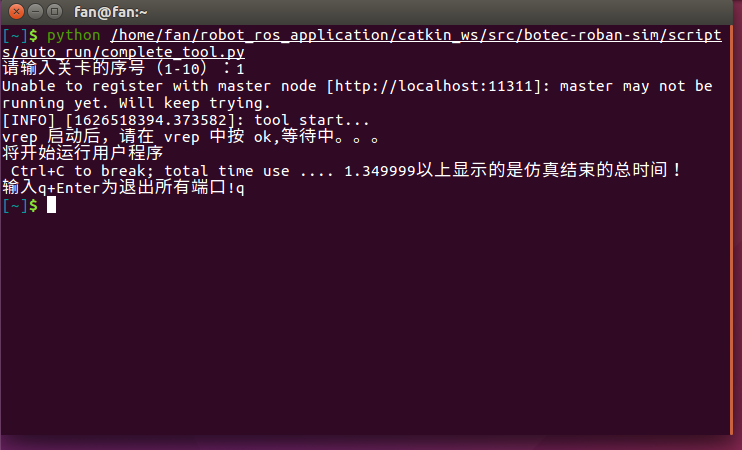 fan@fan:~
[~]$ python /home/fan/robot_ros_application/catkin_ws/src/botec-roban-sim/script
s/auto_run/complete_tool.py
请输入关卡的序号（1-10）：1
Unable to register with master node [http://localhost:11311]: master may not be
running yet. Will keep trying.
[INFO] [1626518394.373582]: tool start...
vrep 启动后，请在 vrep 中按 ok,等待中。。。
将开始运行用户程序
 Ctrl+C to break; total time use .... 1.349999以上显示的是仿真结束的总时间！
输入q+Enter为退出所有端口!q
[~]$